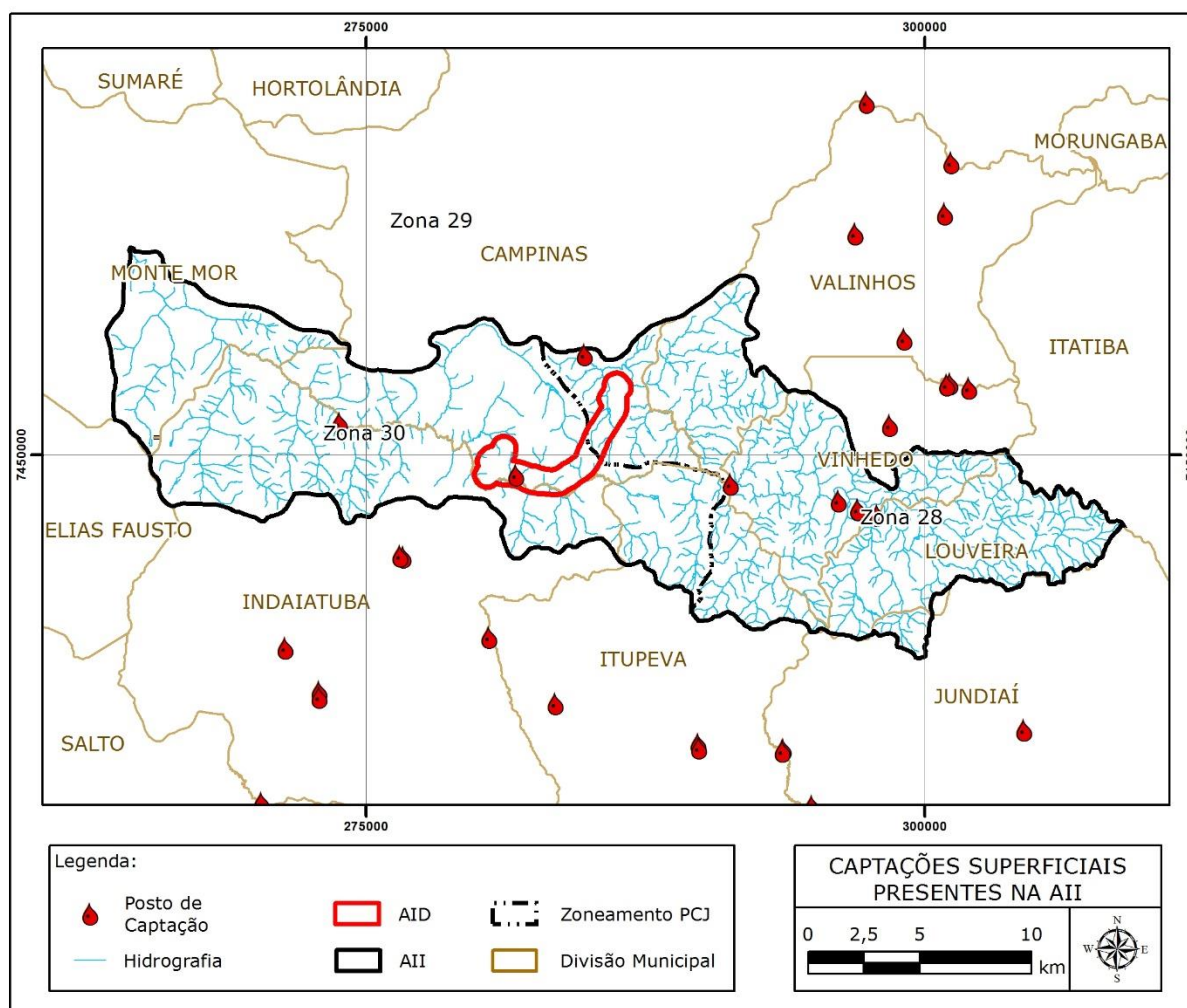 275000
300000
SUMARÉ
HORTOLÂNDIA
MORUNGABA
Zona 29
CAMPINAS
MONTE MOR
VALINHOS
ITATIBA
7450000
Zona 30
VINHEDO
Zona 28
ELIAS FAUSTO
LOUVEIRA
INDAIATUBA
ITUPEVA
JUNDIAÍ
SALTO
275000
300000
Legenda:
Posto de
Captação
AID
Zoneamento PCJ
Hidrografia
AII
Divisão Municipal
CAPTAÇÕES SUPERFICIAIS
PRESENTES NA AII
0 2,5 5 10
km
N
W E
S